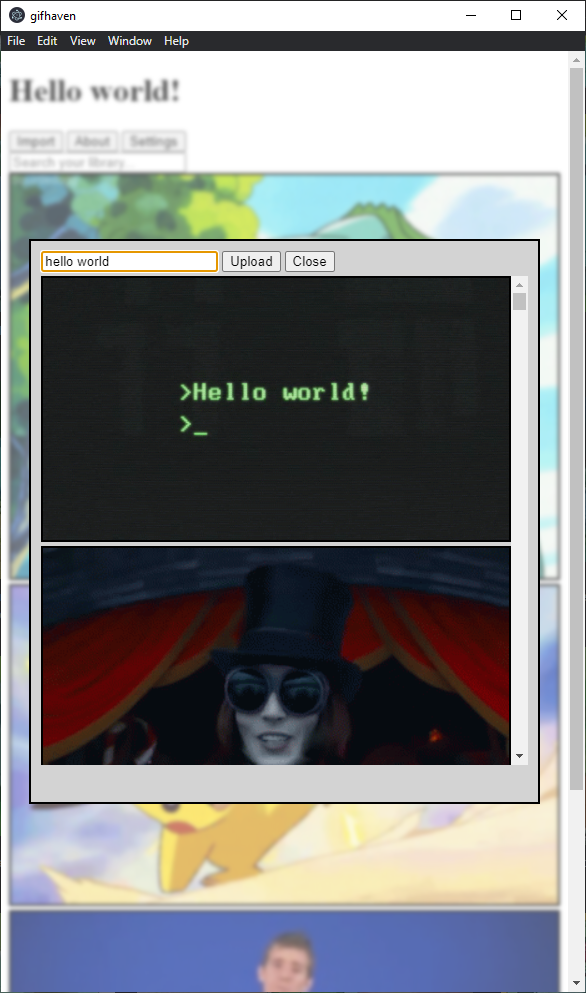 gifhaven
File Edit View Window Help
Hello world!
Import About Settings
Search your library...
hello world Upload Close
>Hello world!
>_